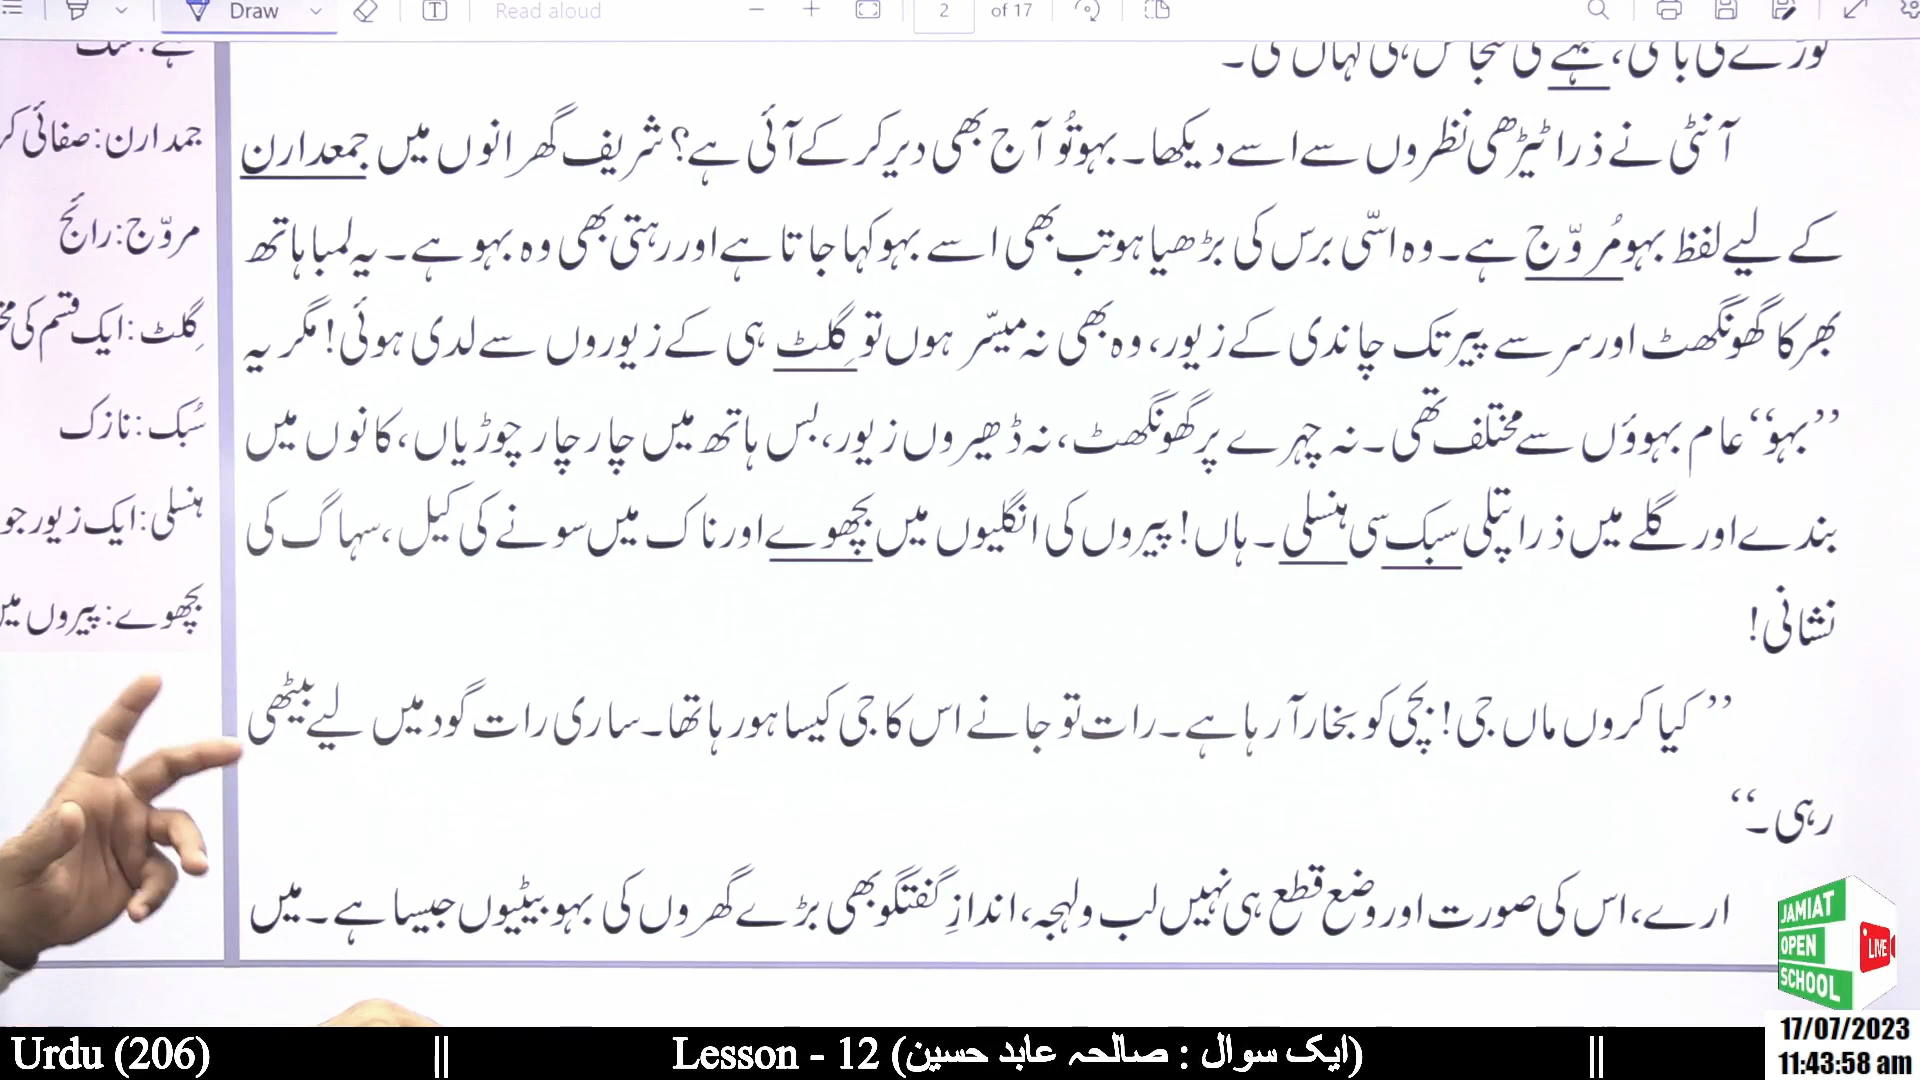 Draw
Read aloud
2 of 17
آنٹی نے ذرا ٹیڑھی نظروں سے اسے دیکھا۔ بہو تُو آج بھی دیر کر کے آئی ہے؟ شریف گھرانوں میں جمعدارن
کے لیے لفظ بہو مُروّج ہے۔ وہ اسّی برس کی بڑھیا ہو تب بھی اسے بہو کہا جاتا ہے اور رہتی بھی وہ بہو ہے۔ یہ لمبا ہاتھ
بھر کا گھونگھٹ اور سر سے پیر تک چاندی کے زیور، وہ بھی نہ میسّر ہوں تو گِلٹ ہی کے زیوروں سے لدی ہوئی! مگر یہ
’’بہو‘‘ عام بہوؤں سے مختلف تھی۔ نہ چہرے پر گھونگھٹ، نہ ڈھیروں زیور، بس ہاتھ میں چار چار چوڑیاں، کانوں میں
بندے اور گلے میں ذرا پتلی سبک سی ہنسلی۔ ہاں! پیروں کی انگلیوں میں بچھوے اور ناک میں سونے کی کیل، سہاگ کی
نشانی!
’’کیا کروں ماں جی! بچی کو بخار آ رہا ہے۔ رات تو جانے اس کا جی کیسا ہو رہا تھا۔ ساری رات گود میں لیے بیٹھی
رہی۔‘‘
ارے، اس کی صورت اور وضع قطع ہی نہیں لب و لہجہ، اندازِ گفتگو بھی بڑے گھروں کی بہو بیٹیوں جیسا ہے۔ میں
جمدارن: صفائی
مروّج: رائج
گِلٹ: ایک قسم کی
سُبک: نازک
ہنسلی: ایک زیور جو
بچھوے: پیروں
JAMIAT
OPEN
SCHOOL
LIVE
17/07/2023
11:43:58 am
Urdu (206) || Lesson - 12 (ایک سوال : صالحہ عابد حسین) ||